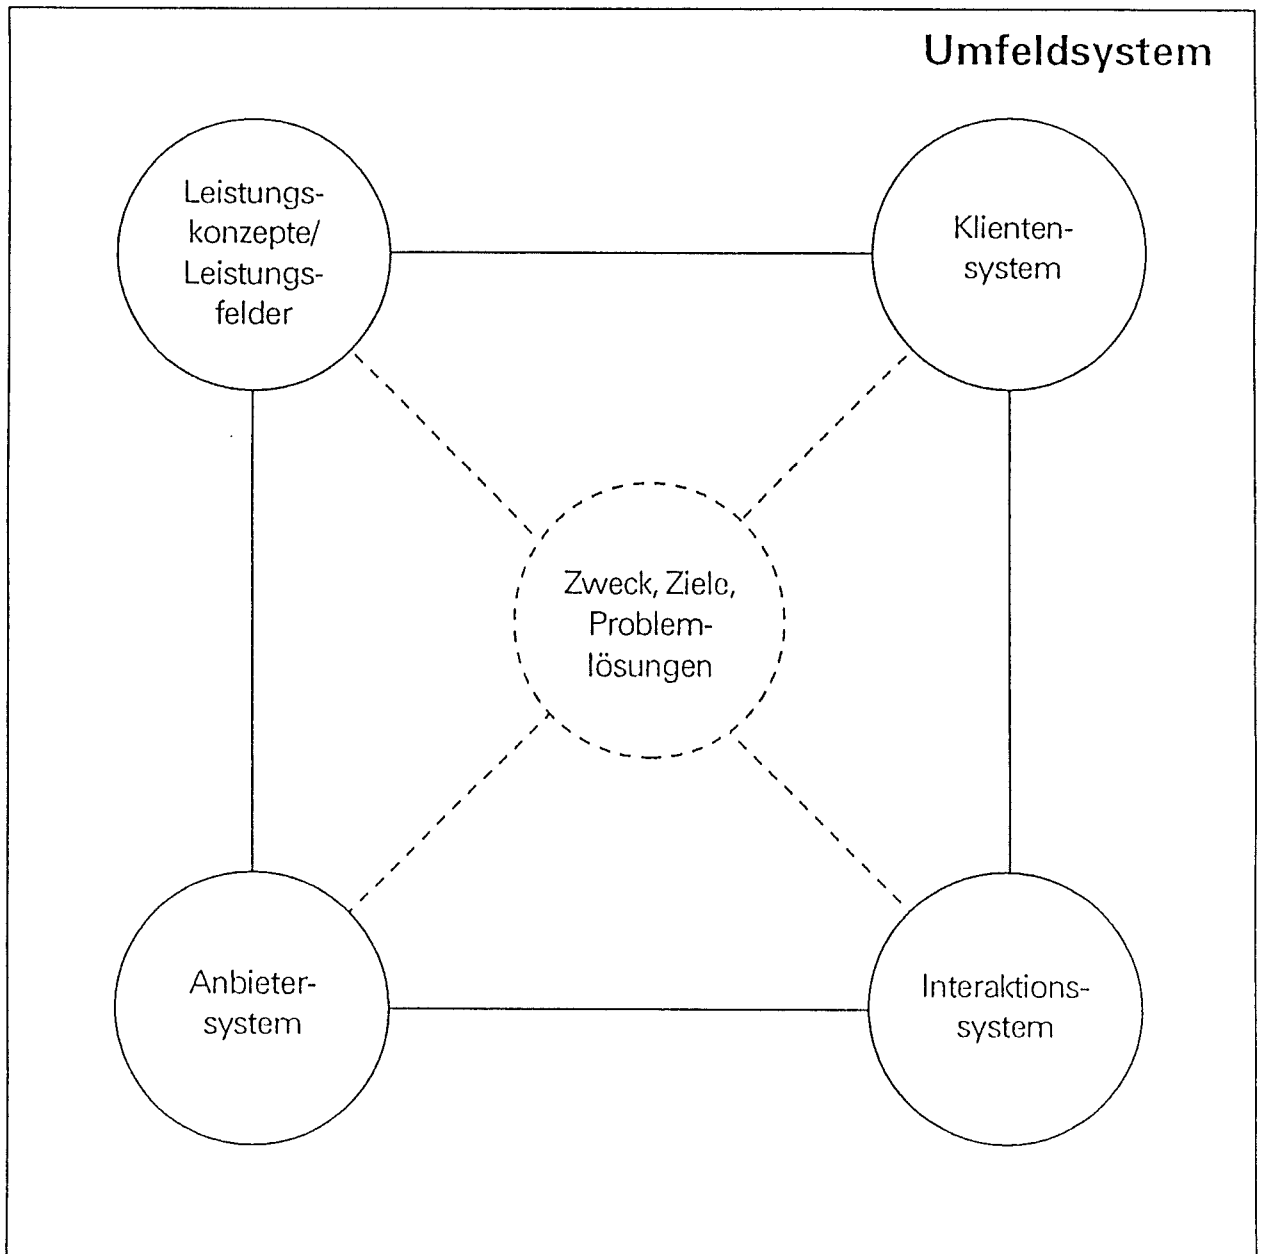 Umfeldsystem
Leistungs-
konzepte/
Leistungs-
felder
Klienten-
system
Zweck, Ziele,
Problem-
lösungen
Anbieter-
system
Interaktions-
system